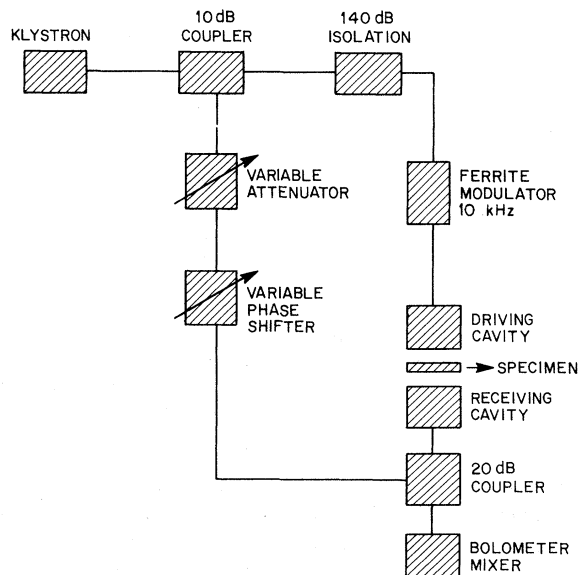 KLYSTRON
10 dB
COUPLER
140 dB
ISOLATION
VARIABLE
ATTENUATOR
FERRITE
MODULATOR
10 kHz
VARIABLE
PHASE
SHIFTER
DRIVING
CAVITY
SPECIMEN
RECEIVING
CAVITY
20 dB
COUPLER
BOLOMETER
MIXER